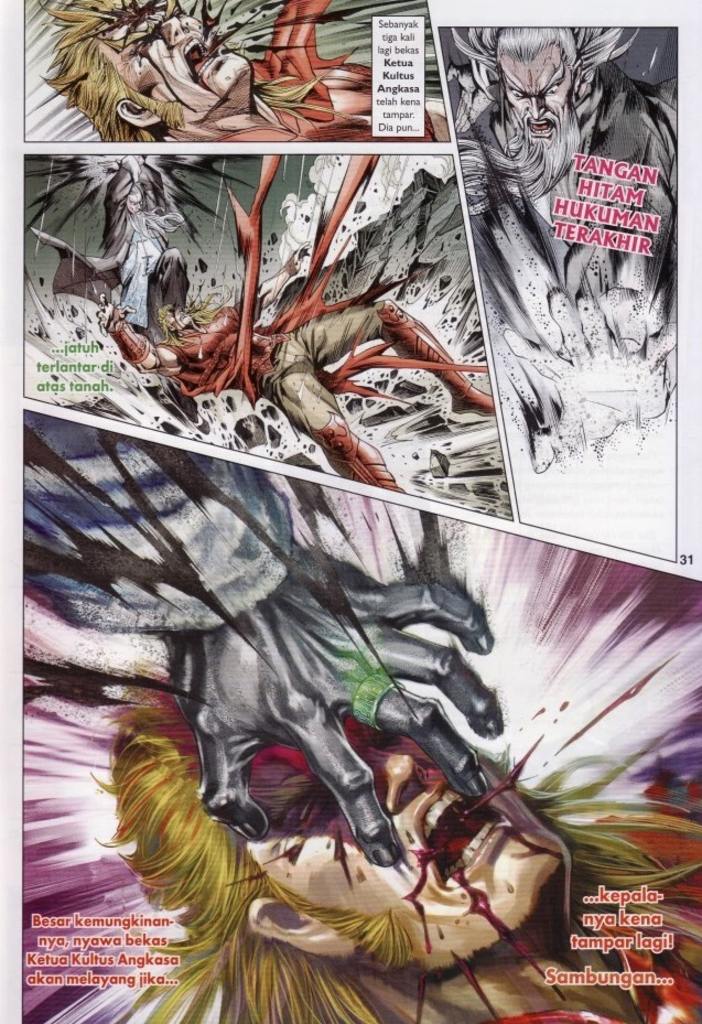 Sebanyak
tiga kali
lagi bekas
Ketua
Kultus
Angkasa
telah kena
tampar.
Dia pun...
TANGAN
HITAM
HUKUMAN
TERAKHIR
...jatuh
terlantar di
atas tanah.
31
Besar kemungkinan-
nya, nyawa bekas
Ketua Kultus Angkasa
akan melayang jika...
...kepala-
nya kena
tampar lagi!
Sambungan...